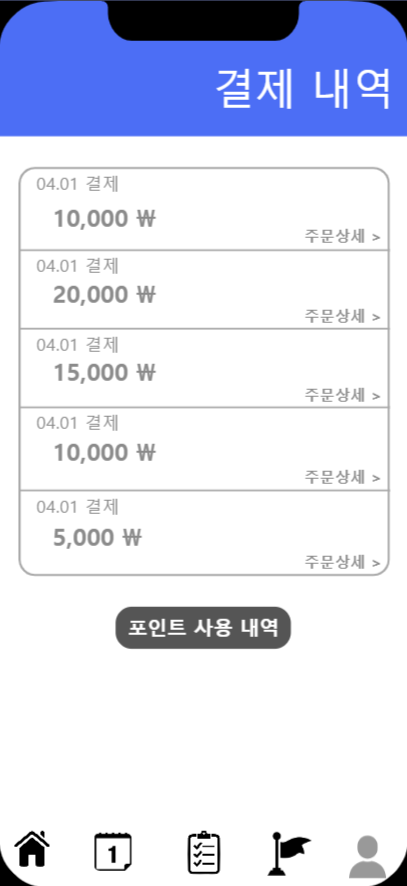 결제 내역
04.01 결제
10,000 ₩
주문상세 >
04.01 결제
20,000 ₩
주문상세 >
04.01 결제
15,000 ₩
주문상세 >
04.01 결제
10,000 ₩
주문상세 >
04.01 결제
5,000 ₩
주문상세 >
포인트 사용 내역
1